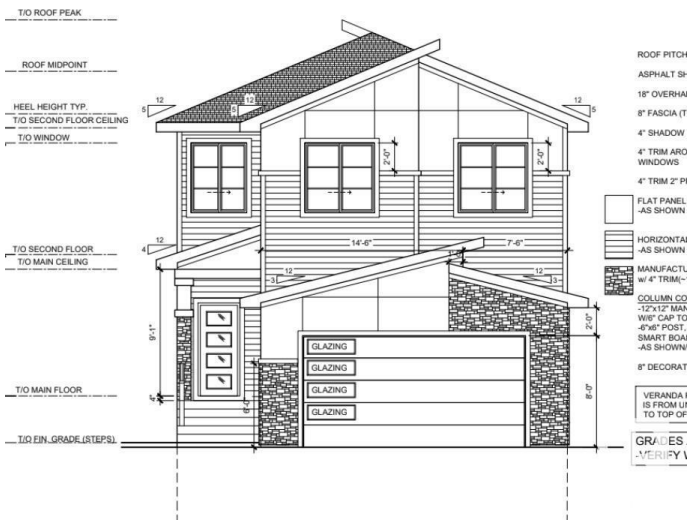 T/O ROOF PEAK
ROOF MIDPOINT
HEEL HEIGHT TYP.
T/O SECOND FLOOR CEILING
T/O WINDOW
T/O SECOND FLOOR
T/O MAIN CEILING
T/O MAIN FLOOR
T/O FIN. GRADE (STEPS)
12
5
12
5
12
5
2'-0"
2'-0"
14'-6"
7'-6"
12
4
12
3
12
3
1'-0"
9'-1"
4"
6'-0"
2'-0"
8'-0"
GLAZING
GLAZING
GLAZING
GLAZING
ROOF PITCH
ASPHALT SH
18" OVERHA
8" FASCIA (T
4" SHADOW
4" TRIM ARO
WINDOWS
4" TRIM 2" P
FLAT PANEL
-AS SHOWN
HORIZONTA
-AS SHOWN
MANUFACTU
w/ 4" TRIM(~
COLUMN CO
-12"x12" MAN
W/6" CAP TO
-6"x6" POST,
SMART BOA
-AS SHOWN/
8" DECORAT
VERANDA
IS FROM U
TO TOP OF
GRADES
-VERIFY W